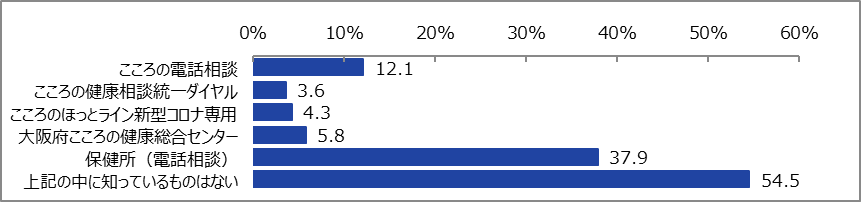 0% 10% 20% 30% 40% 50% 60%
こころの電話相談 12.1
こころの健康相談統一ダイヤル 3.6
こころのほっとライン新型コロナ専用 4.3
大阪府こころの健康総合センター 5.8
保健所（電話相談） 37.9
上記の中に知っているものはない 54.5